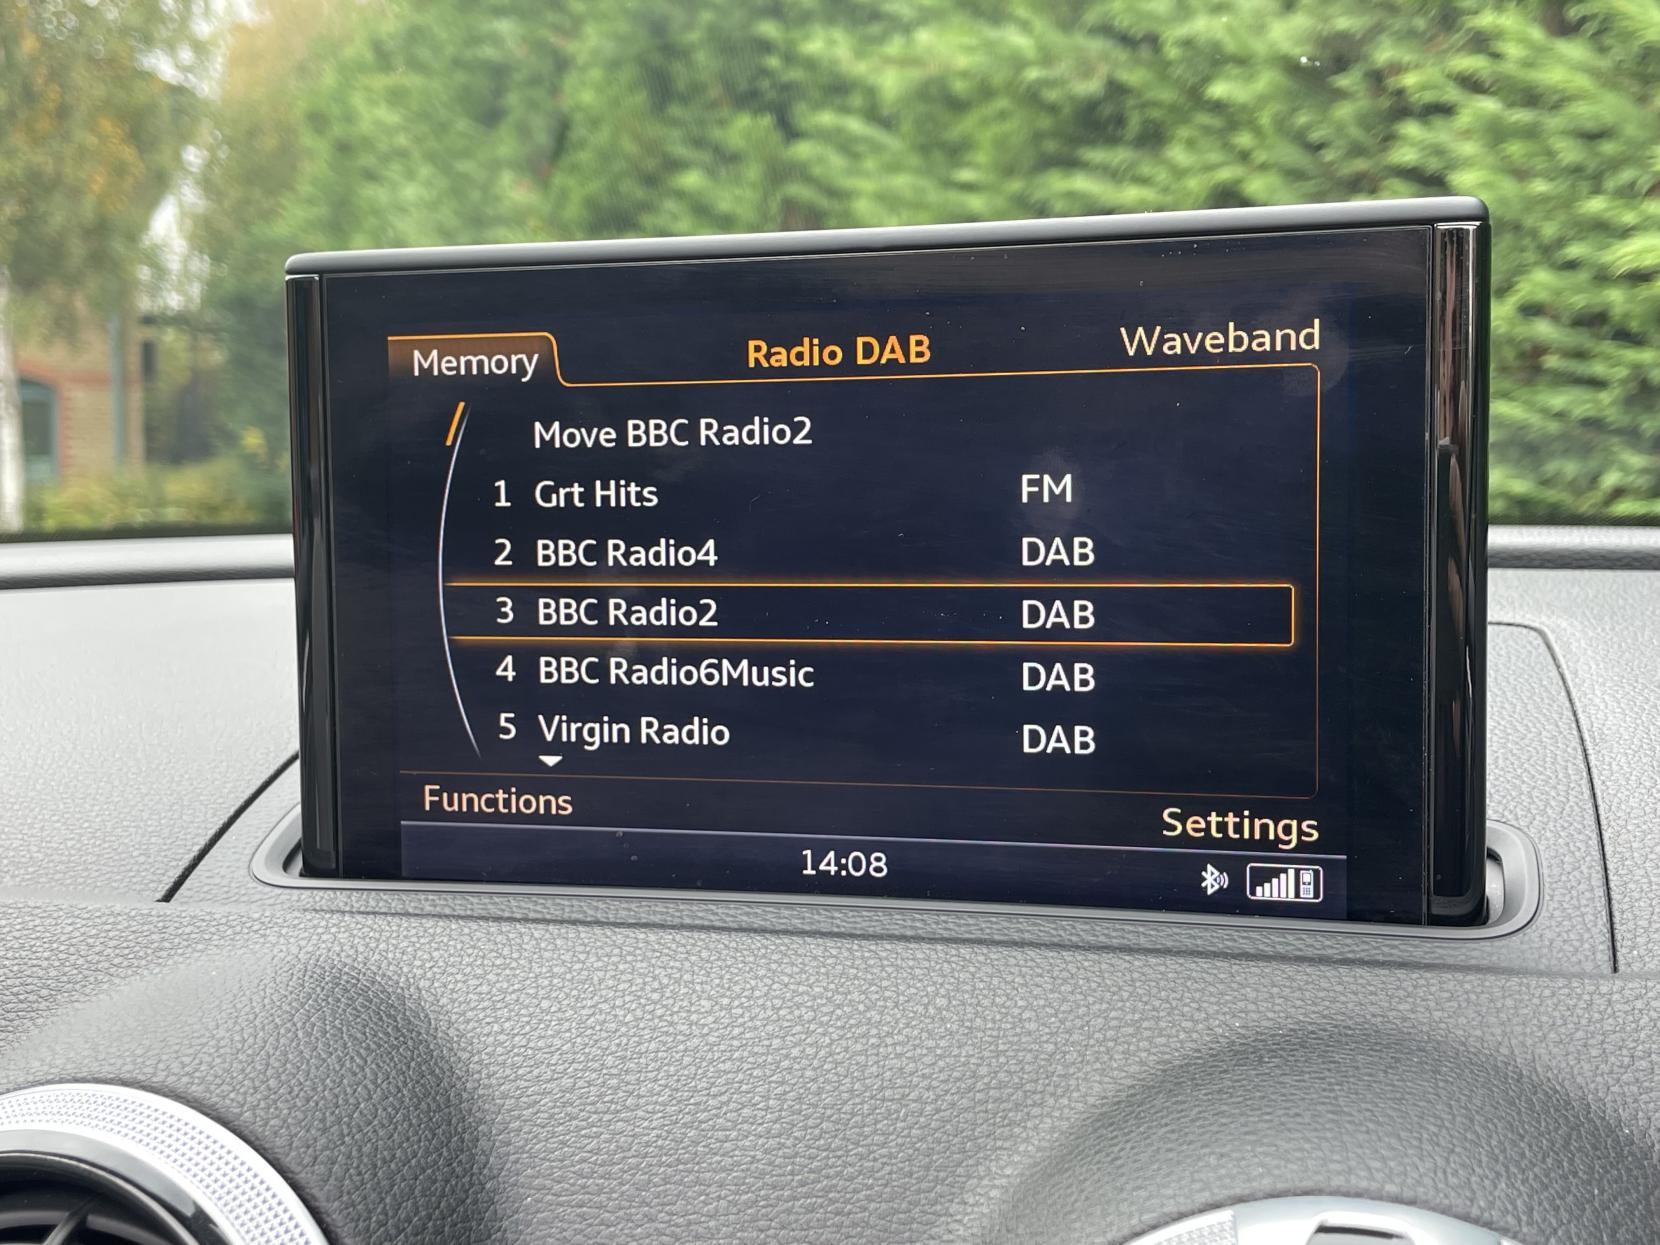 Memory Radio DAB Waveband
Move BBC Radio2
1 Grt Hits FM
2 BBC Radio4 DAB
3 BBC Radio2 DAB
4 BBC Radio6Music DAB
5 Virgin Radio DAB
Functions Settings
14:08